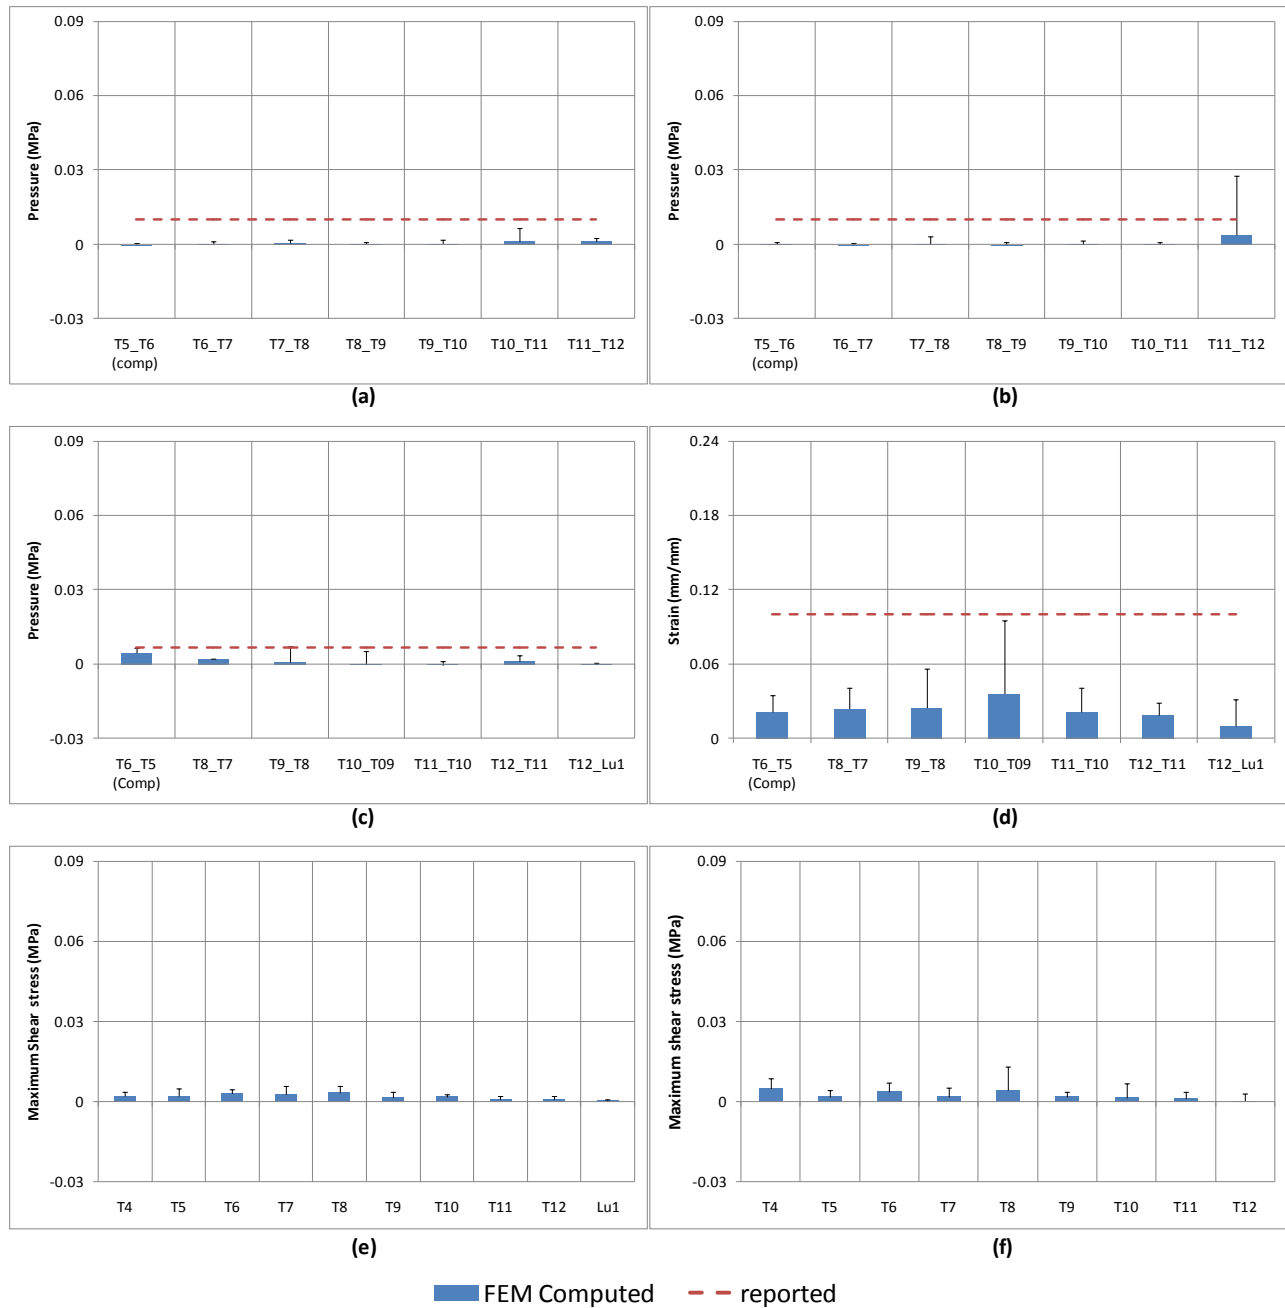 0.09
0.06
0.03
0
-0.03
Pressure (MPa)
T5_T6 T6_T7 T7_T8 T8_T9 T9_T10 T10_T11 T11_T12
(comp)
(a)
0.09
0.06
0.03
0
-0.03
Pressure (MPa)
T5_T6 T6_T7 T7_T8 T8_T9 T9_T10 T10_T11 T11_T12
(comp)
(b)
0.09
0.06
0.03
0
-0.03
Pressure (MPa)
T6_T5 T8_T7 T9_T8 T10_T09 T11_T10 T12_T11 T12_Lu1
(Comp)
(c)
0.24
0.18
0.12
0.06
0
Strain (mm/mm)
T6_T5 T8_T7 T9_T8 T10_T09 T11_T10 T12_T11 T12_Lu1
(Comp)
(d)
0.09
0.06
0.03
0
-0.03
Maximum Shear stress (MPa)
T4 T5 T6 T7 T8 T9 T10 T11 T12 Lu1
(e)
0.09
0.06
0.03
0
-0.03
Maximum shear stress (MPa)
T4 T5 T6 T7 T8 T9 T10 T11 T12
(f)
FEM Computed reported